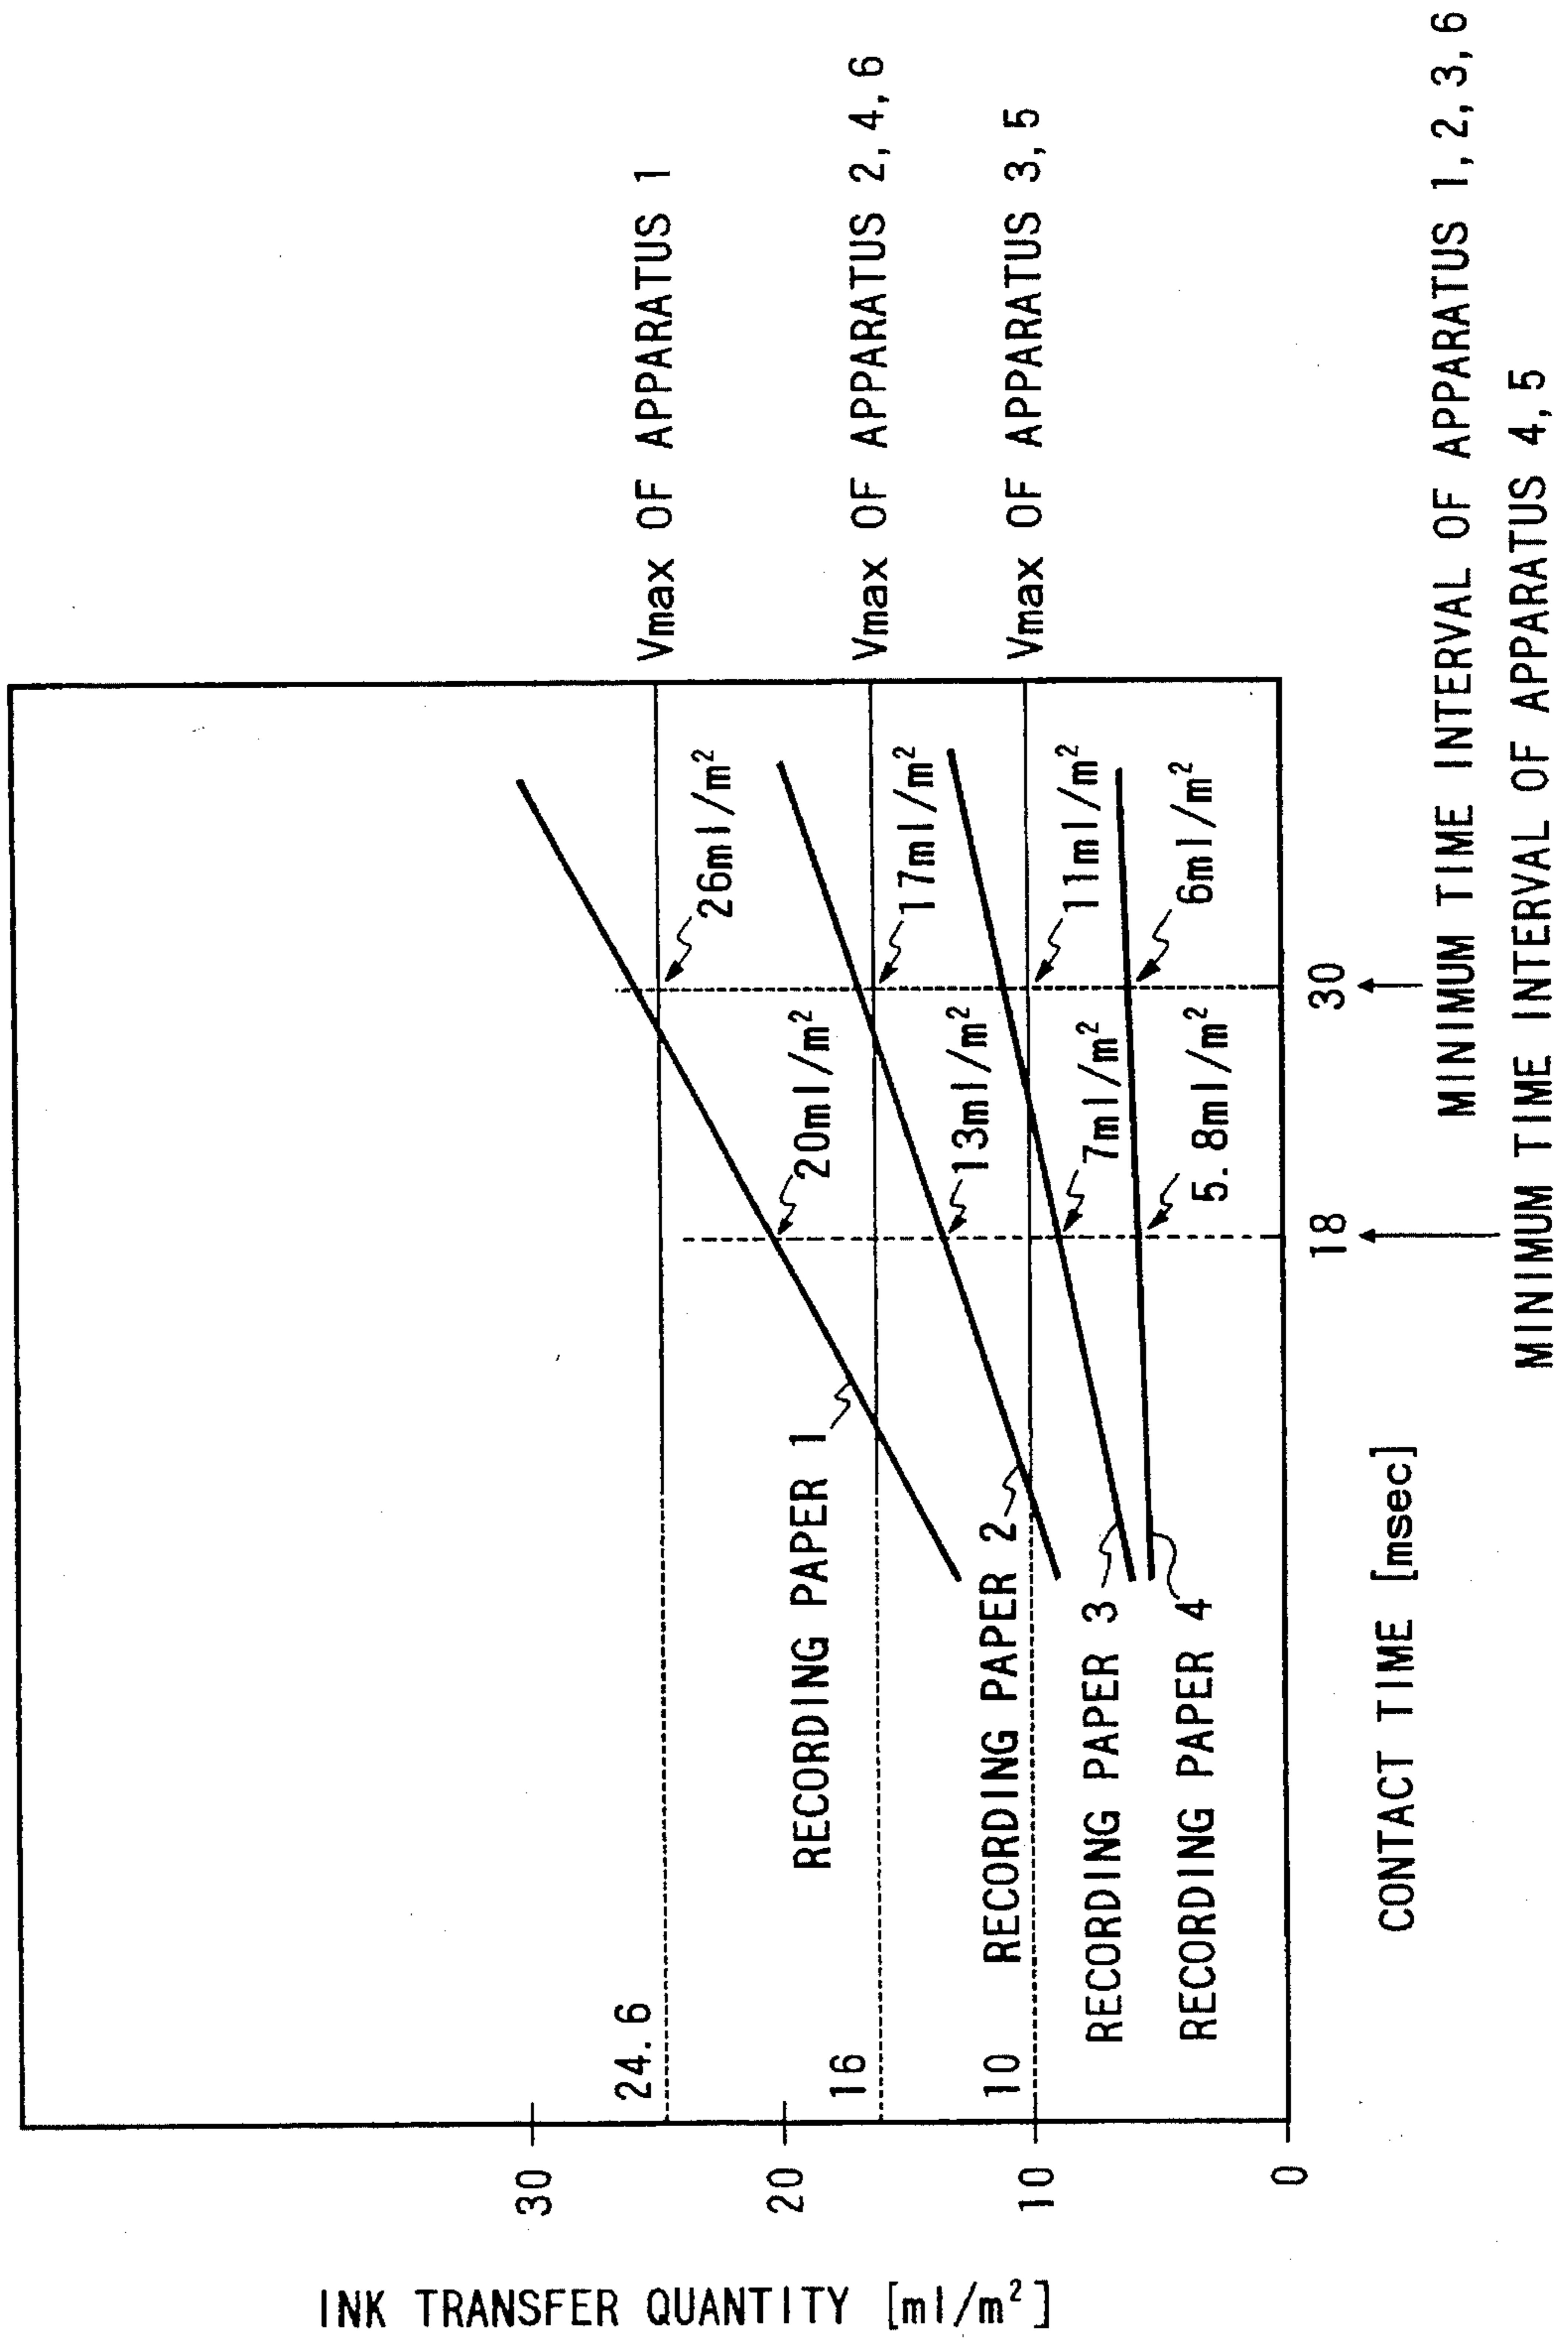 INK TRANSFER QUANTITY [ml/m²]
30
20
10
0
24.6
16
10
RECORDING PAPER 1
RECORDING PAPER 2
RECORDING PAPER 3
RECORDING PAPER 4
20ml/m²
13ml/m²
7ml/m²
5.8ml/m²
26ml/m²
17ml/m²
11ml/m²
6ml/m²
Vmax OF APPARATUS 1
Vmax OF APPARATUS 2, 4, 6
Vmax OF APPARATUS 3, 5
18
30
CONTACT TIME [msec]
MINIMUM TIME INTERVAL OF APPARATUS 1, 2, 3, 6
MINIMUM TIME INTERVAL OF APPARATUS 4, 5